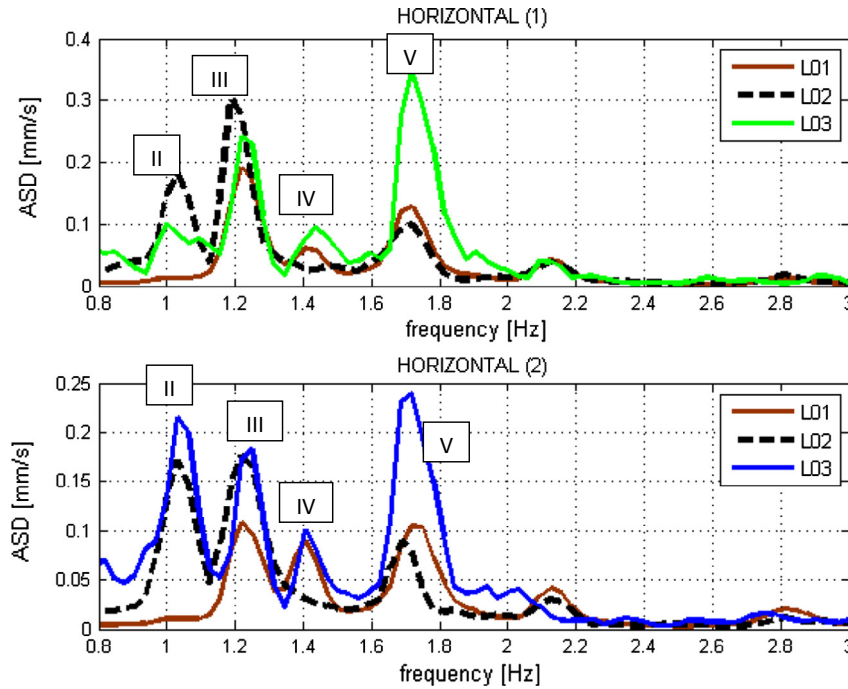 HORIZONTAL (1)
ASD [mm/s]
0.4
0.3
0.2
0.1
0
II
III
IV
V
L01
L02
L03
0.8 1 1.2 1.4 1.6 1.8 2 2.2 2.4 2.6 2.8 3
frequency [Hz]
HORIZONTAL (2)
ASD [mm/s]
0.25
0.2
0.15
0.1
0.05
0
II
III
IV
V
L01
L02
L03
0.8 1 1.2 1.4 1.6 1.8 2 2.2 2.4 2.6 2.8 3
frequency [Hz]